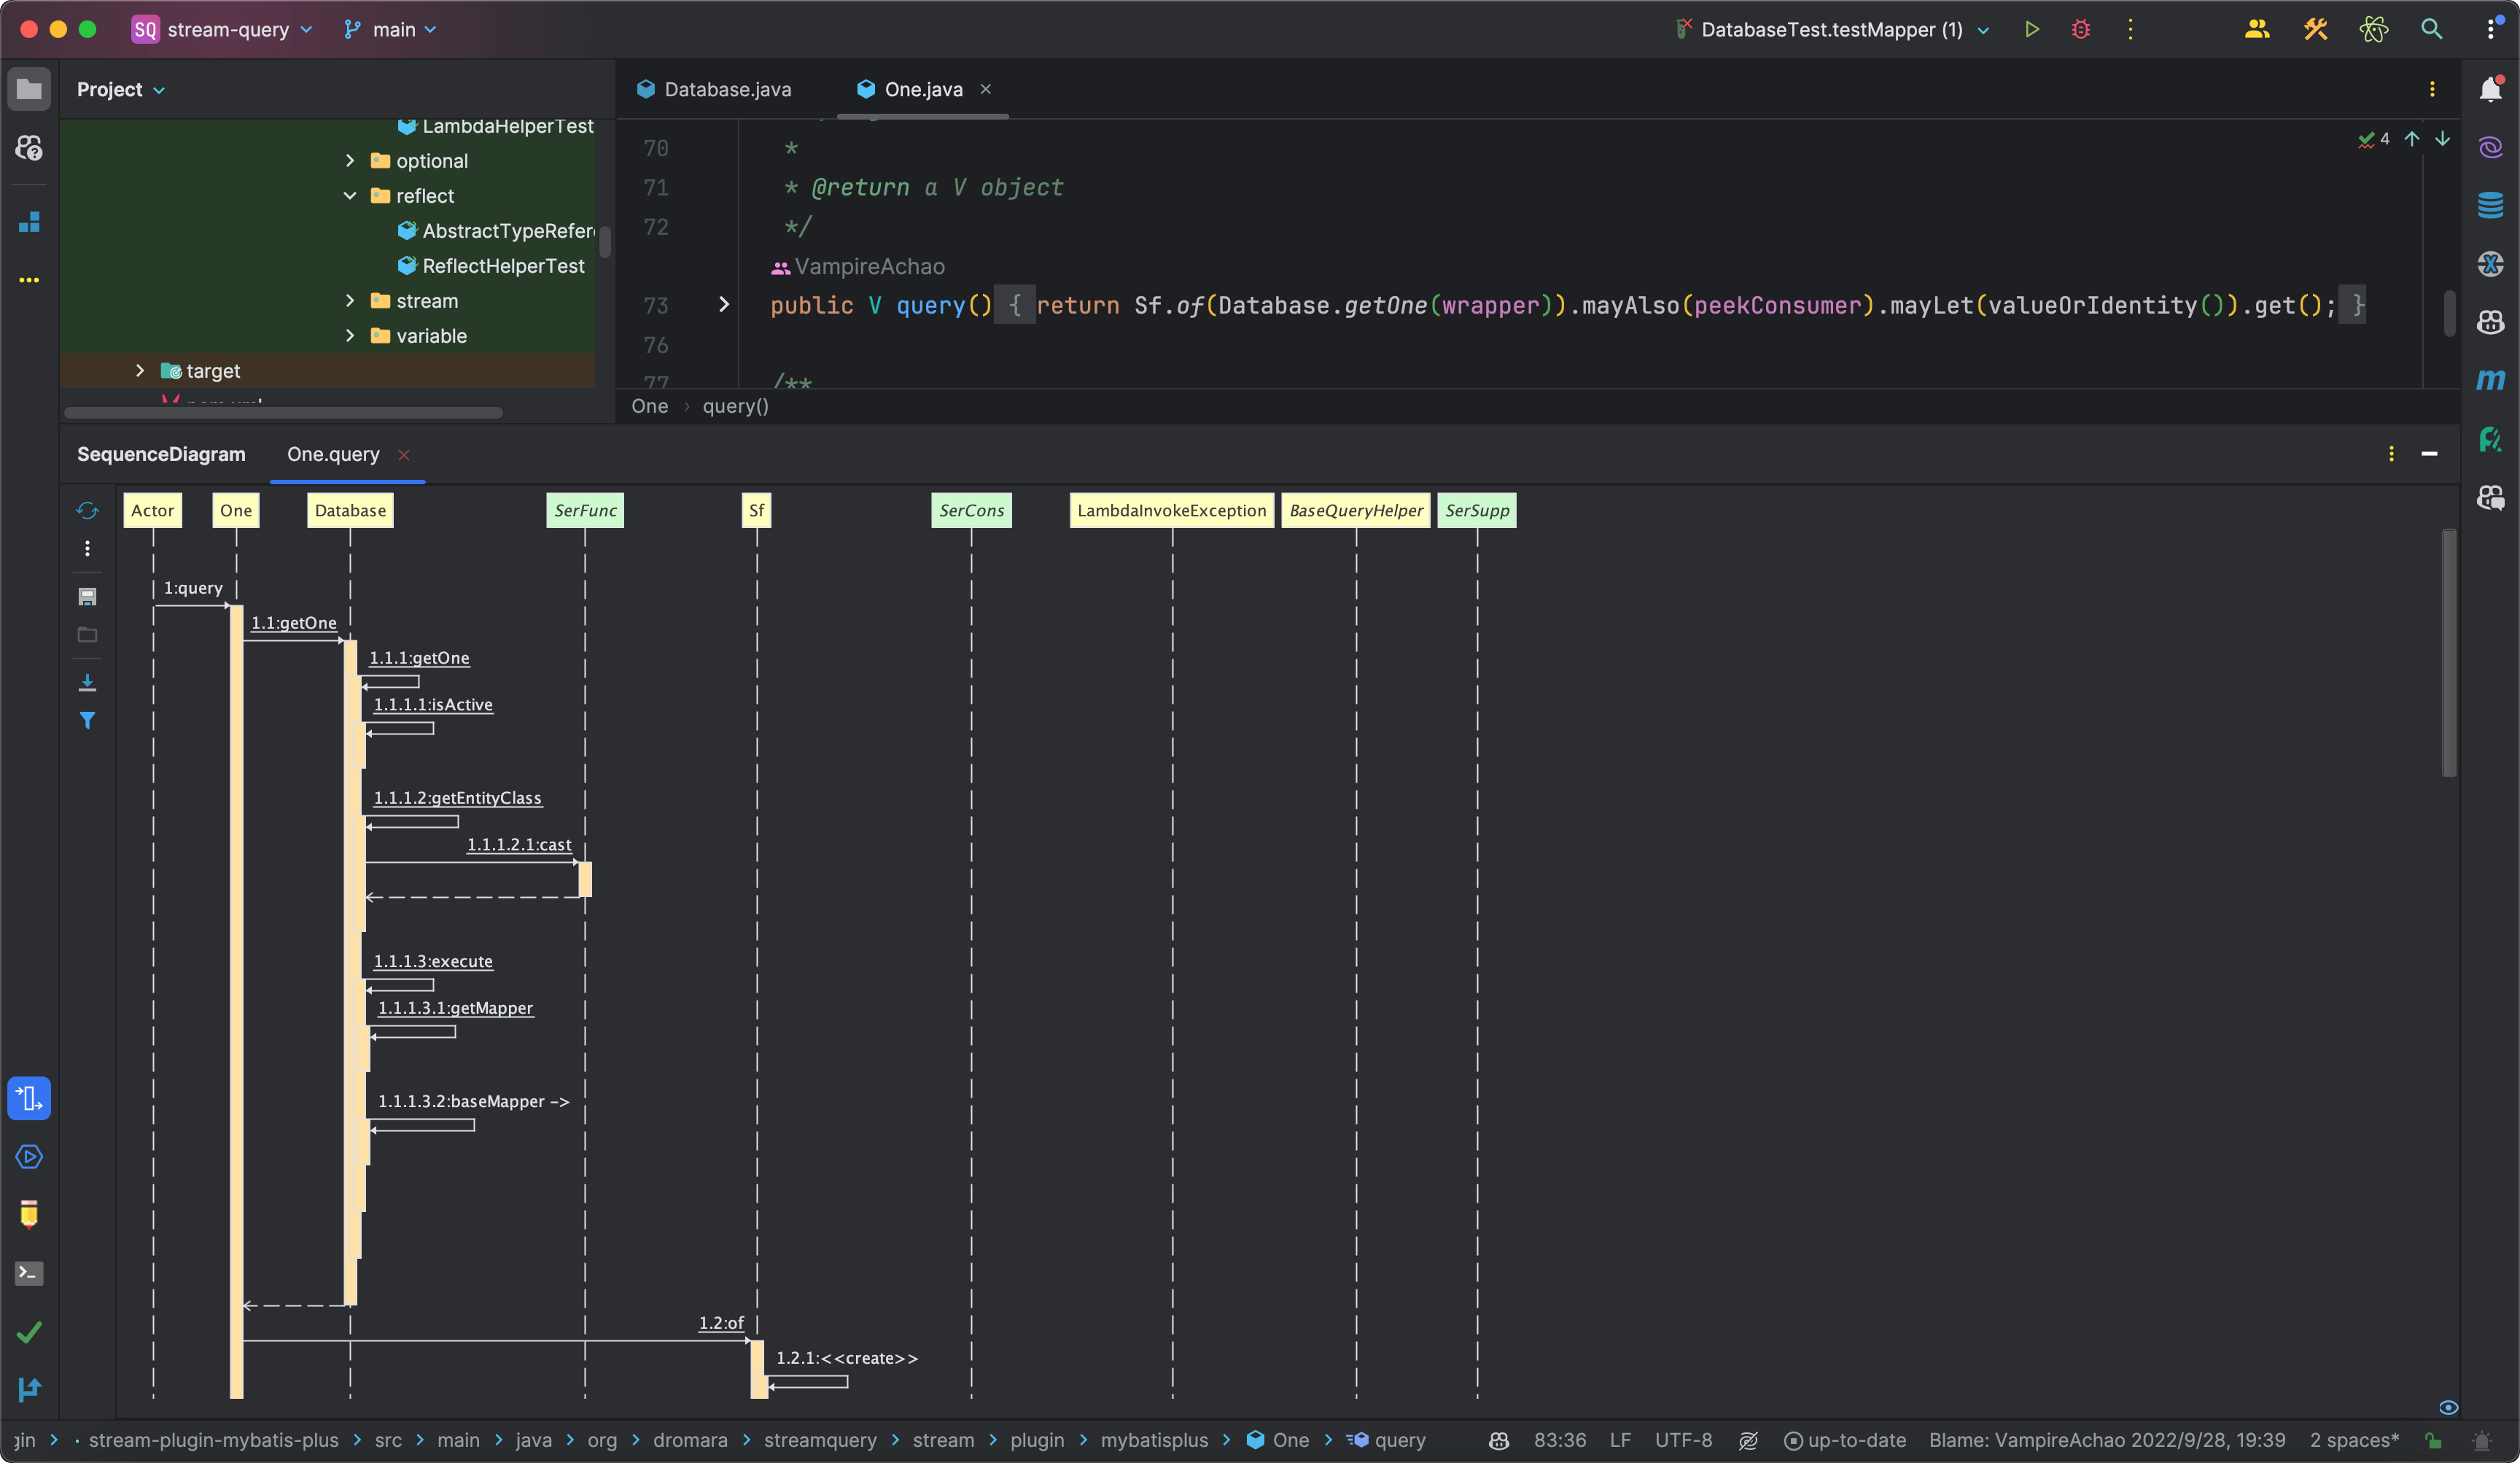 SQ stream-query main DatabaseTest.testMapper (1)
Project
LambdaHelperTest
optional
reflect
AbstractTypeRefer
ReflectHelperTest
stream
variable
target
Database.java One.java
4
70 *
71 * @return a V object
72 */
VampireAchao
73 public V query() { return Sf.of(Database.getOne(wrapper)).mayAlso(peekConsumer).mayLet(valueOrIdentity()).get(); }
76
77 /**
One > query()
SequenceDiagram One.query
Actor One Database SerFunc Sf SerCons LambdaInvokeException BaseQueryHelper SerSupp
1:query
1.1:getOne
1.1.1:getOne
1.1.1.1:isActive
1.1.1.2:getEntityClass
1.1.1.2.1:cast
1.1.1.3:execute
1.1.1.3.1:getMapper
1.1.1.3.2:baseMapper ->
1.2:of
1.2.1:<<create>>
gin > stream-plugin-mybatis-plus > src > main > java > org > dromara > streamquery > stream > plugin > mybatisplus > One > query 83:36 LF UTF-8 up-to-date Blame: VampireAchao 2022/9/28, 19:39 2 spaces*